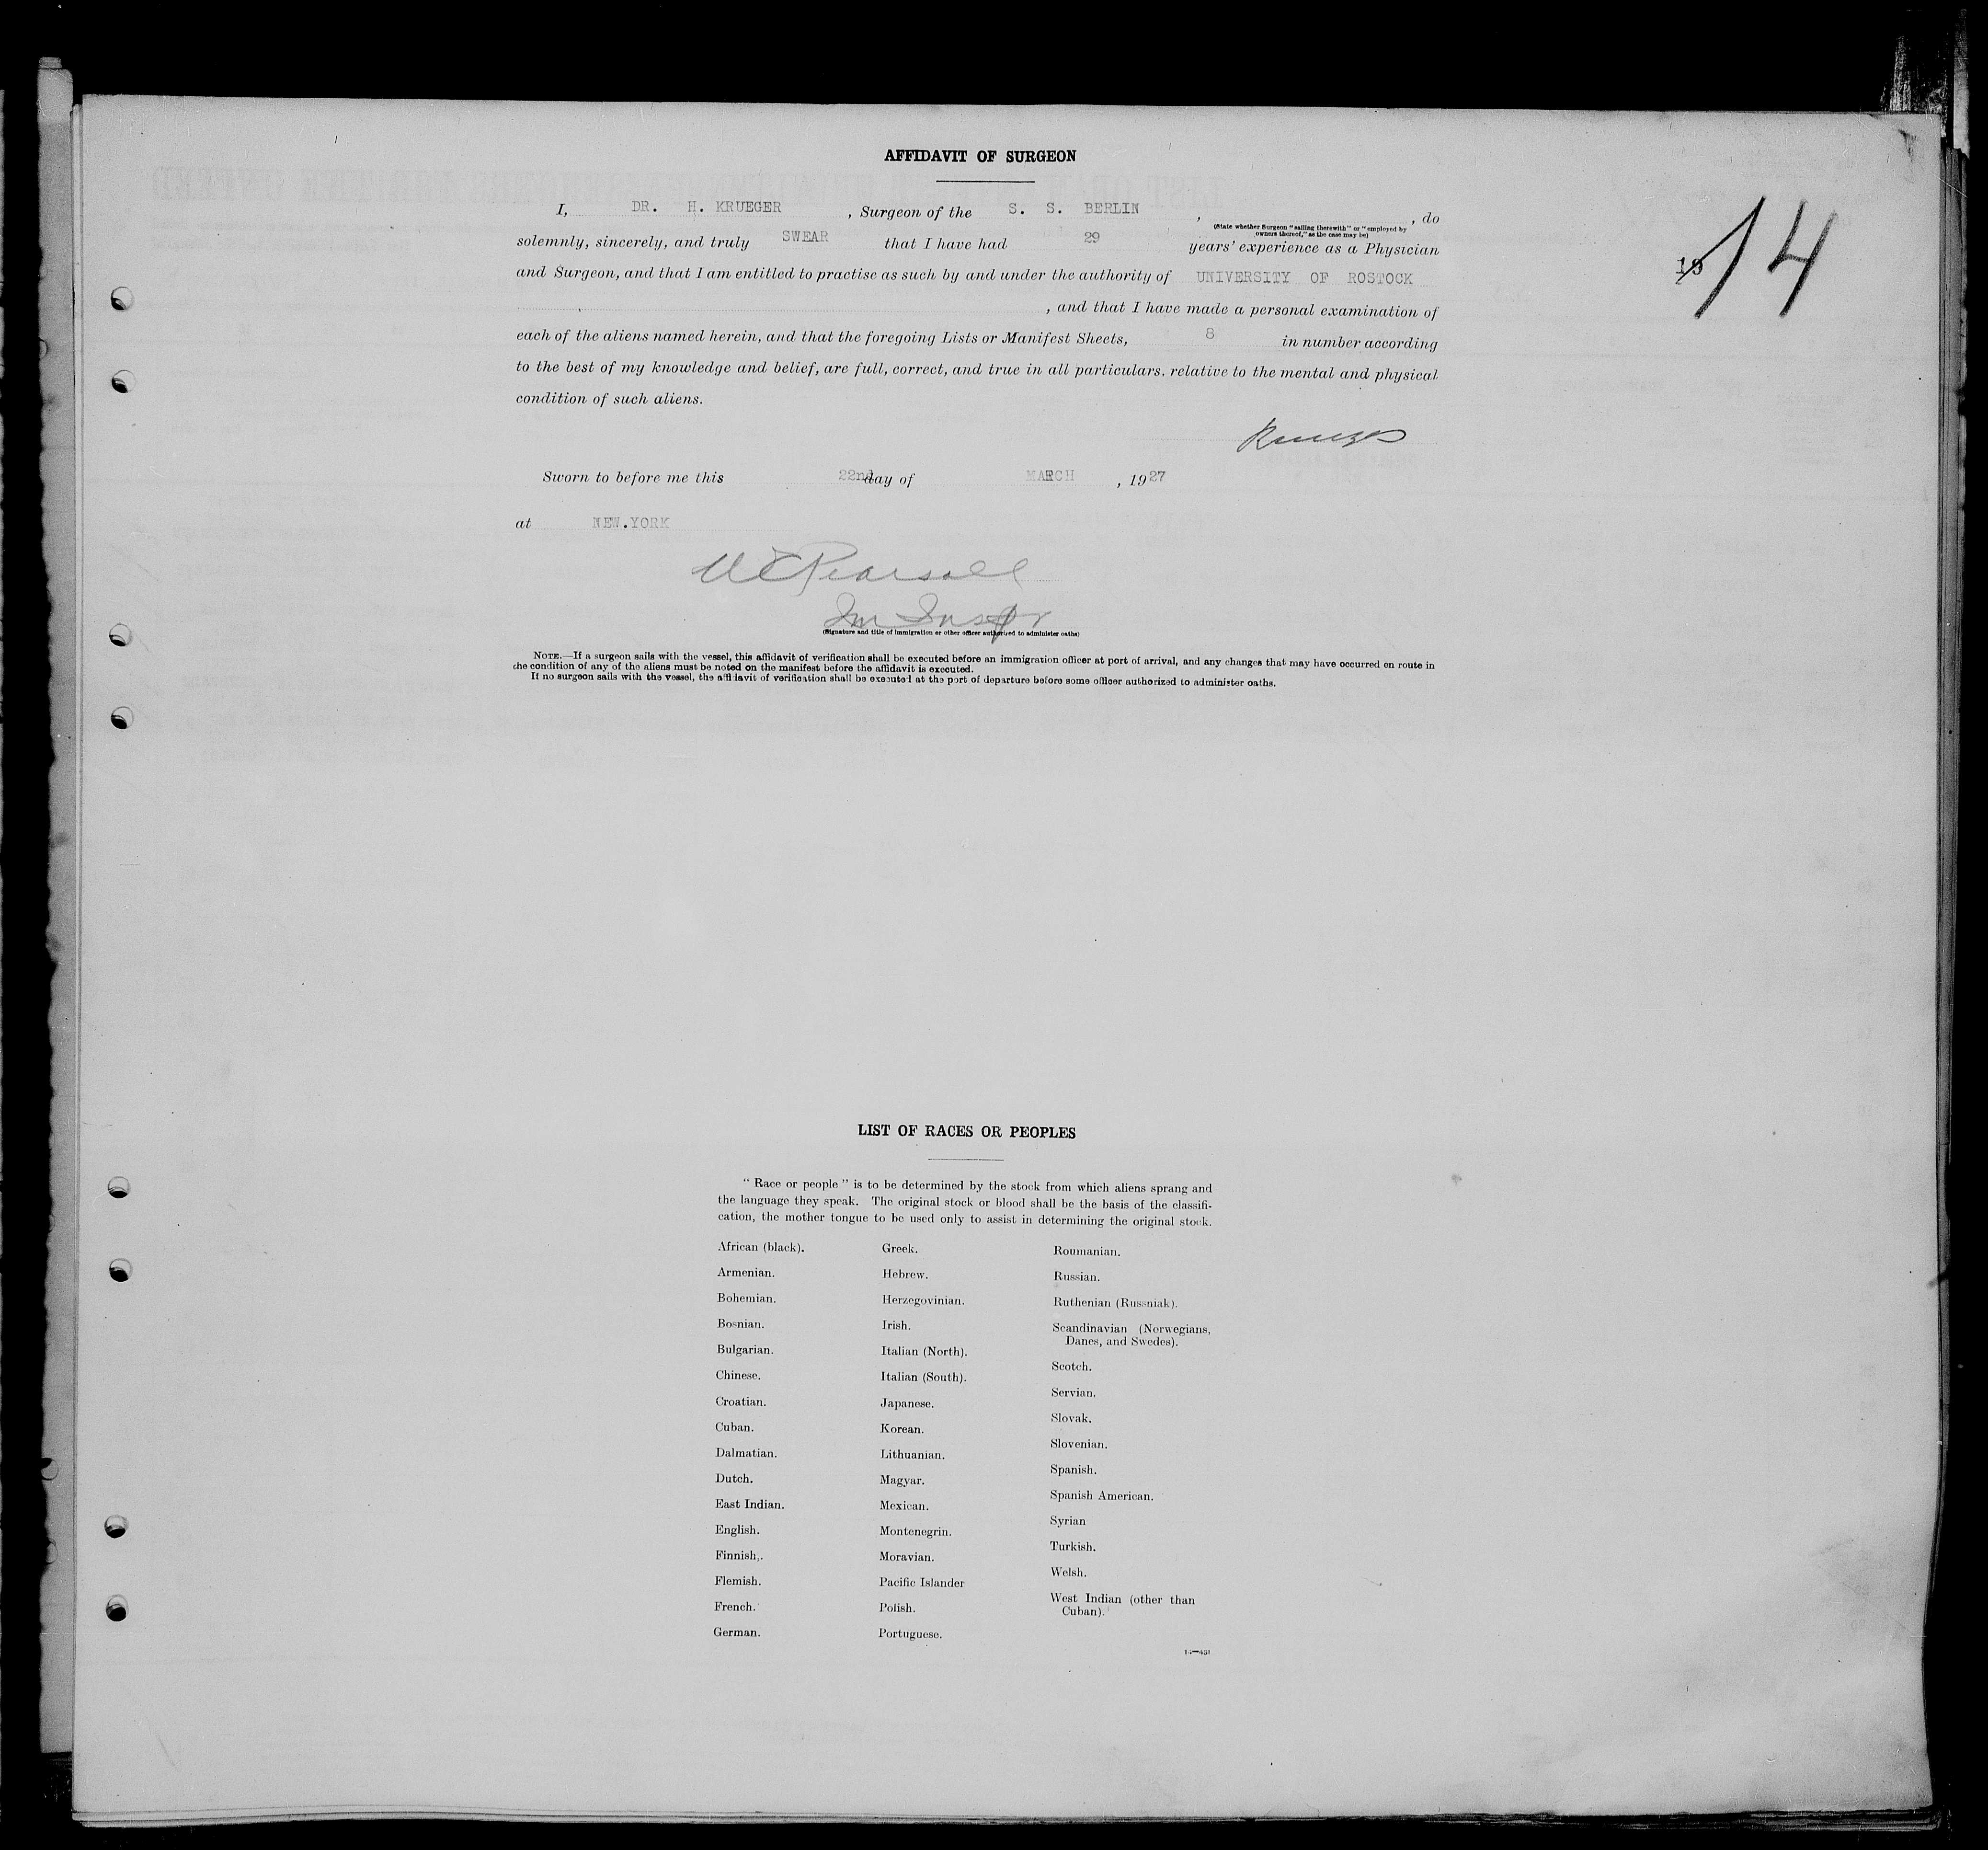 AFFIDAVIT OF SURGEON
I, DR. H. KRUEGER , Surgeon of the S. S. BERLIN , , do
(State whether Surgeon "sailing therewith" or "employed by
owners thereof," as the case may be)
solemnly, sincerely, and truly SWEAR that I have had 29 years' experience as a Physician
and Surgeon, and that I am entitled to practise as such by and under the authority of UNIVERSITY OF ROSTOCK
, and that I have made a personal examination of
each of the aliens named herein, and that the foregoing Lists or Manifest Sheets, 8 in number according
to the best of my knowledge and belief, are full, correct, and true in all particulars. relative to the mental and physical
condition of such aliens.
19 14
Krueger
Sworn to before me this 22nd day of MARCH , 1927
at NEW.YORK
W E Pearsall
Im Inspr
(Signature and title of immigration or other officer authorized to administer oaths)
NOTE.—If a surgeon sails with the vessel, this affidavit of verification shall be executed before an immigration officer at port of arrival, and any changes that may have occurred en route in
the condition of any of the aliens must be noted on the manifest before the affidavit is executed.
If no surgeon sails with the vessel, the affidavit of verification shall be executed at the port of departure before some officer authorized to administer oaths.
LIST OF RACES OR PEOPLES
" Race or people " is to be determined by the stock from which aliens sprang and
the language they speak. The original stock or blood shall be the basis of the classifi-
cation, the mother tongue to be used only to assist in determining the original stock.
African (black).
Armenian.
Bohemian.
Bosnian.
Bulgarian.
Chinese.
Croatian.
Cuban.
Dalmatian.
Dutch.
East Indian.
English.
Finnish.
Flemish.
French.
German.
Greek.
Hebrew.
Herzegovinian.
Irish.
Italian (North).
Italian (South).
Japanese.
Korean.
Lithuanian.
Magyar.
Mexican.
Montenegrin.
Moravian.
Pacific Islander
Polish.
Portuguese.
Roumanian.
Russian.
Ruthenian (Russniak).
Scandinavian (Norwegians,
Danes, and Swedes).
Scotch.
Servian.
Slovak.
Slovenian.
Spanish.
Spanish American.
Syrian
Turkish.
Welsh.
West Indian (other than
Cuban).